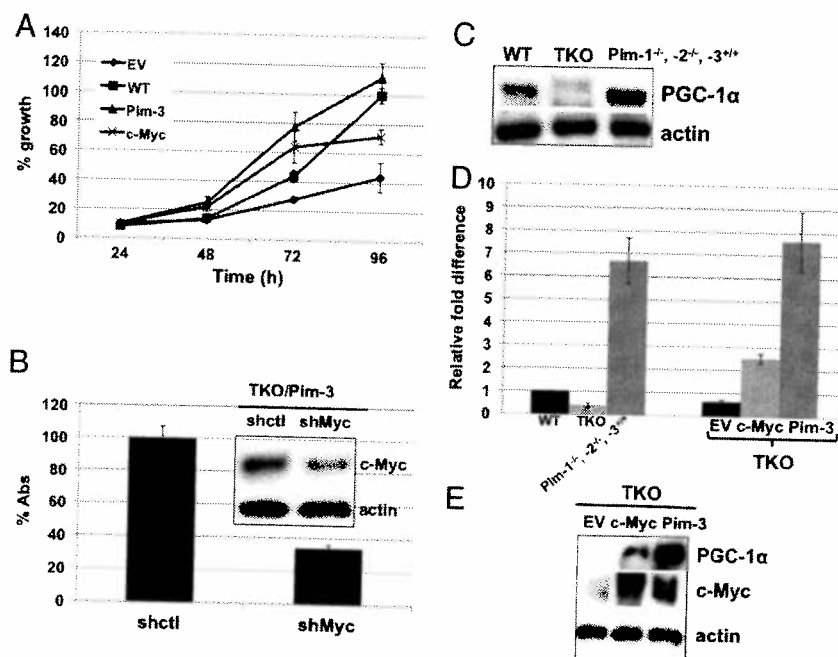 A
140
120
100
80
60
40
20
0
% growth
EV
WT
Pim-3
c-Myc
24
48
72
96
Time (h)
B
TKO/Pim-3
shctl shMyc
c-Myc
actin
120
100
80
60
40
20
0
% Abs
shctl
shMyc
C
WT TKO Pim-1-/-, -2-/-, -3+/+
PGC-1α
actin
D
10
9
8
7
6
5
4
3
2
1
0
Relative fold difference
WT
TKO
Pim-1-/-, -2-/-, -3+/+
EV c-Myc Pim-3
TKO
E
TKO
EV c-Myc Pim-3
PGC-1α
c-Myc
actin